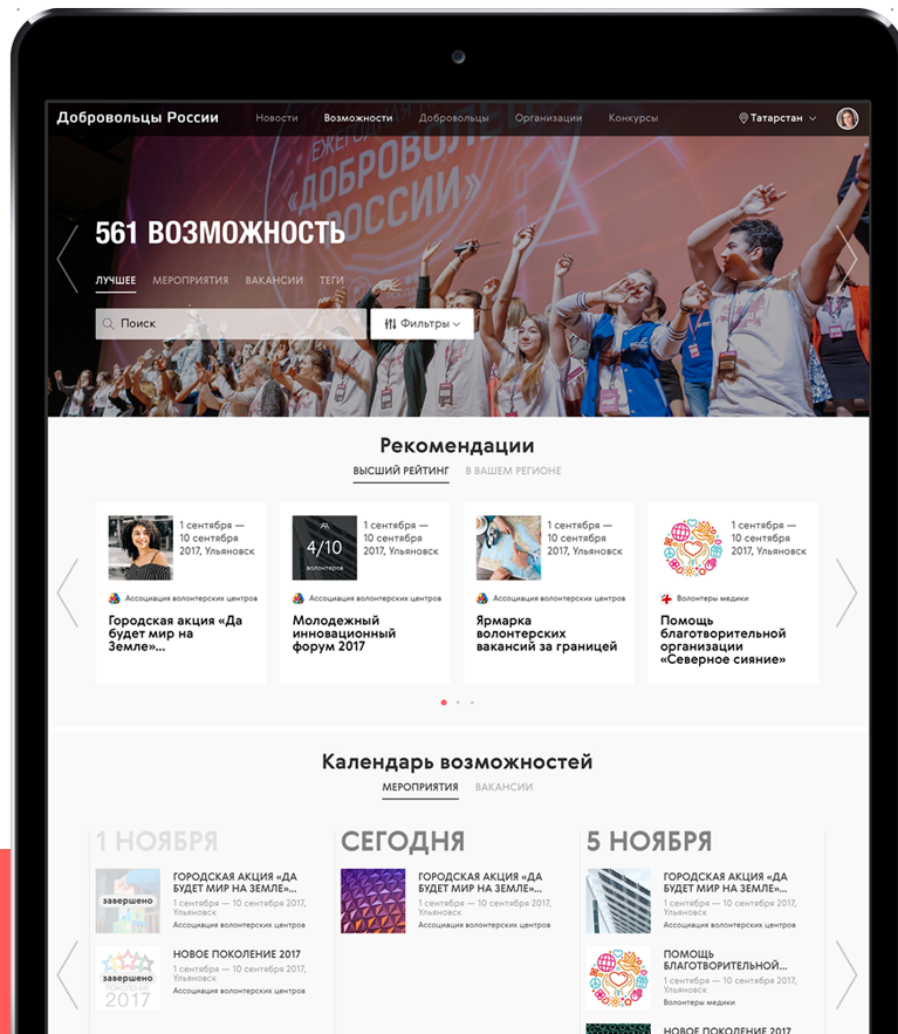 Добровольцы России
Новости
Возможности
Добровольцы
Организации
Конкурсы
Татарстан
ЕЖЕГОДНАЯ
«ДОБРОВОЛЕЦ
РОССИИ»
561 ВОЗМОЖНОСТЬ
ЛУЧШЕЕ
МЕРОПРИЯТИЯ
ВАКАНСИИ
ТЕГИ
Поиск
Фильтры
Рекомендации
ВЫСШИЙ РЕЙТИНГ
В ВАШЕМ РЕГИОНЕ
1 сентября —
10 сентября
2017, Ульяновск
Ассоциация волонтерских центров
Городская акция «Да
будет мир на
Земле»...
4/10
волонтеров
1 сентября —
10 сентября
2017, Ульяновск
Ассоциация волонтерских центров
Молодежный
инновационный
форум 2017
1 сентября —
10 сентября
2017, Ульяновск
Ассоциация волонтерских центров
Ярмарка
волонтерских
вакансий за границей
1 сентября —
10 сентября
2017, Ульяновск
Волонтеры медики
Помощь
благотворительной
организации
«Северное сияние»
Календарь возможностей
МЕРОПРИЯТИЯ
ВАКАНСИИ
1 НОЯБРЯ
завершено
ГОРОДСКАЯ АКЦИЯ «ДА
БУДЕТ МИР НА ЗЕМЛЕ»...
1 сентября — 10 сентября 2017,
Ульяновск
Ассоциация волонтерских центров
завершено
ПОКОЛЕНИЕ
2017
НОВОЕ ПОКОЛЕНИЕ 2017
1 сентября — 10 сентября 2017,
Ульяновск
Ассоциация волонтерских центров
СЕГОДНЯ
ГОРОДСКАЯ АКЦИЯ «ДА
БУДЕТ МИР НА ЗЕМЛЕ»...
1 сентября — 10 сентября 2017,
Ульяновск
Ассоциация волонтерских центров
5 НОЯБРЯ
ГОРОДСКАЯ АКЦИЯ «ДА
БУДЕТ МИР НА ЗЕМЛЕ»...
1 сентября — 10 сентября 2017,
Ульяновск
Ассоциация волонтерских центров
ПОМОЩЬ
БЛАГОТВОРИТЕЛЬНОЙ...
1 сентября — 10 сентября 2017,
Ульяновск
Волонтеры медики
НОВОЕ ПОКОЛЕНИЕ 2017